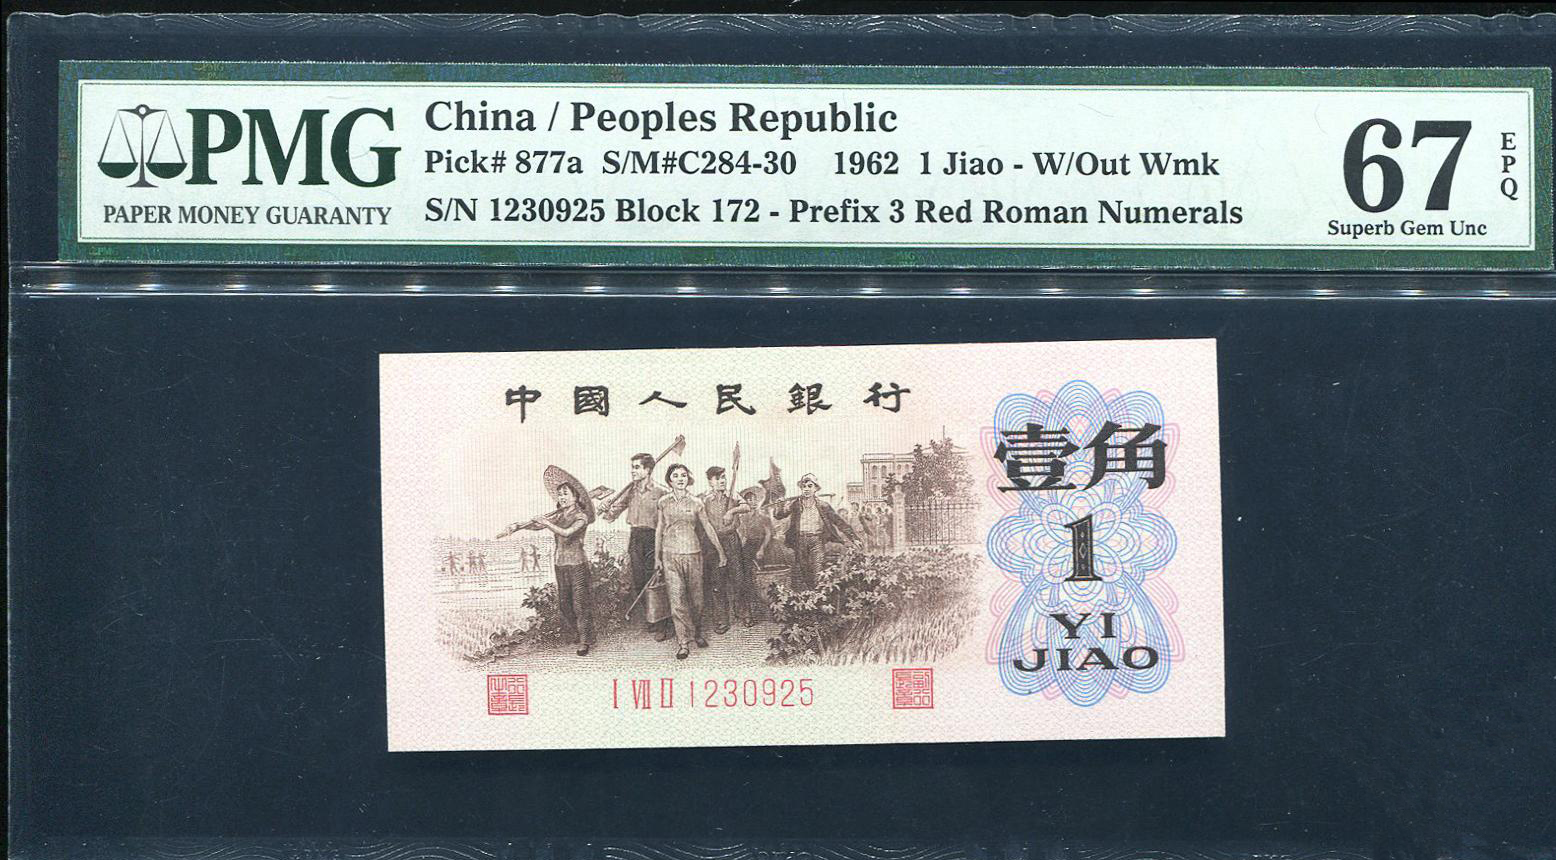 PMG
PAPER MONEY GUARANTY
China / Peoples Republic
Pick# 877a S/M#C284-30 1962 1 Jiao - W/Out Wmk
S/N 1230925 Block 172 - Prefix 3 Red Roman Numerals
67
EPQ
Superb Gem Unc
中國人民銀行
壹角
1
YI
JIAO
I VII II 1230925